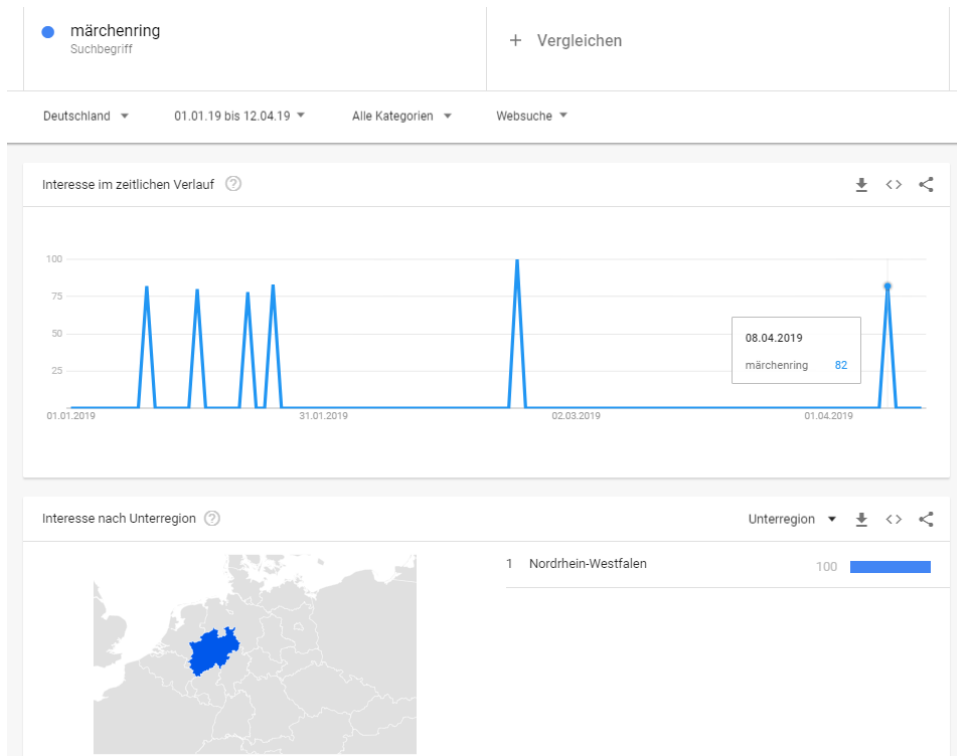 märchenring
Suchbegriff
+ Vergleichen
Deutschland
01.01.19 bis 12.04.19
Alle Kategorien
Websuche
Interesse im zeitlichen Verlauf
100
75
50
25
01.01.2019
31.01.2019
02.03.2019
01.04.2019
08.04.2019
märchenring 82
Interesse nach Unterregion
Unterregion
1 Nordrhein-Westfalen 100